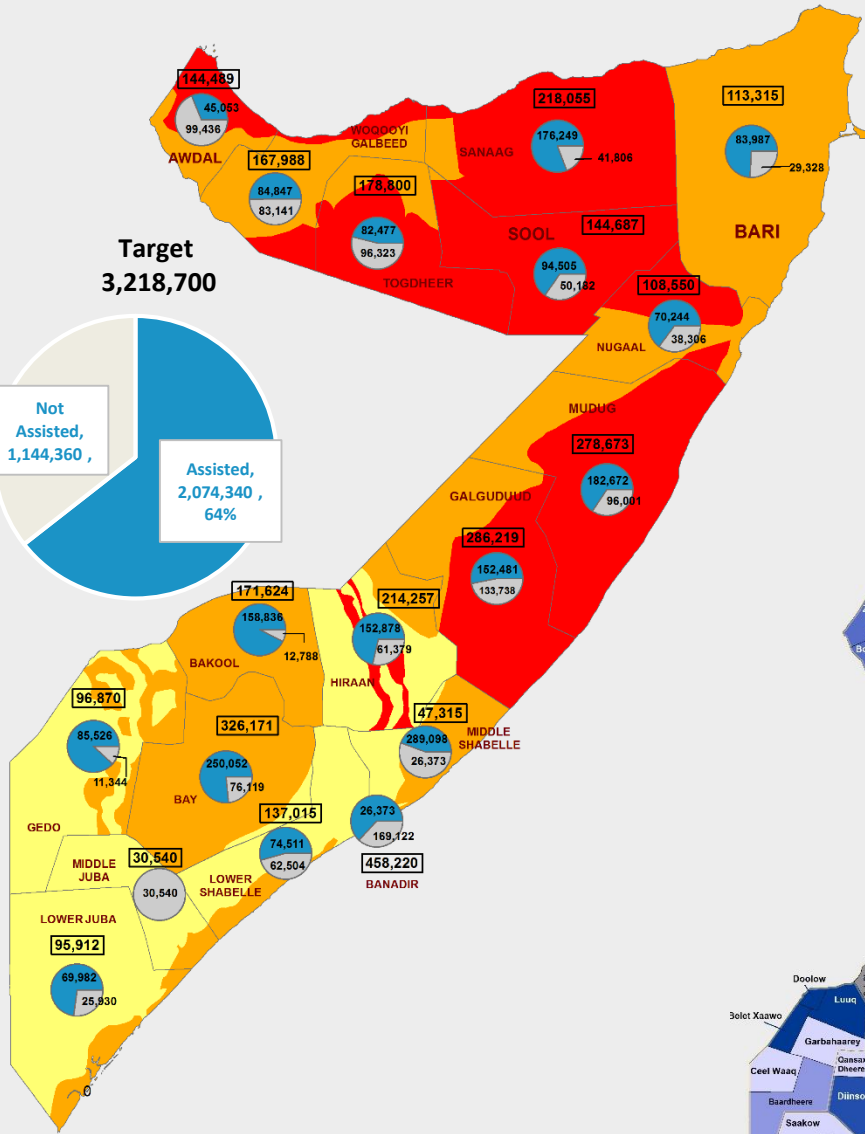 144,489
45,053
99,436
AWDAL
WOQOOYI
GALBEED
167,988
84,847
83,141
178,800
82,477
96,323
TOGDHEER
218,055
SANAAG
176,249
41,806
SOOL
144,687
94,505
50,182
113,315
83,987
29,328
BARI
108,550
70,244
38,306
NUGAAL
Target
3,218,700
Not
Assisted,
1,144,360 ,
Assisted,
2,074,340 ,
64%
MUDUG
278,673
182,672
96,001
GALGUDUUD
286,219
152,481
133,738
171,624
158,836
12,788
BAKOOL
214,257
152,878
61,379
HIRAAN
96,870
85,526
11,344
GEDO
326,171
250,052
76,119
BAY
47,315
289,098
26,373
MIDDLE
SHABELLE
137,015
74,511
62,504
LOWER
SHABELLE
26,373
169,122
458,220
BANADIR
MIDDLE
JUBA
30,540
30,540
LOWER JUBA
95,912
69,982
25,930
0
Doolow
Luuq
Belet Xaawo
Garbahaarey
Ceel Waaq
Baardheere
Saakow